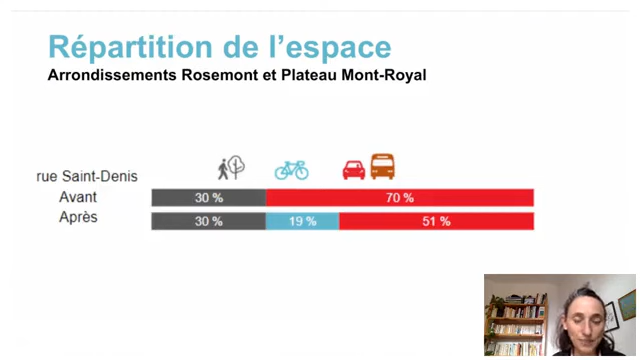 Répartition de l'espace
Arrondissements Rosemont et Plateau Mont-Royal
rue Saint-Denis
Avant
30 %
70 %
Après
30 %
19 %
51 %